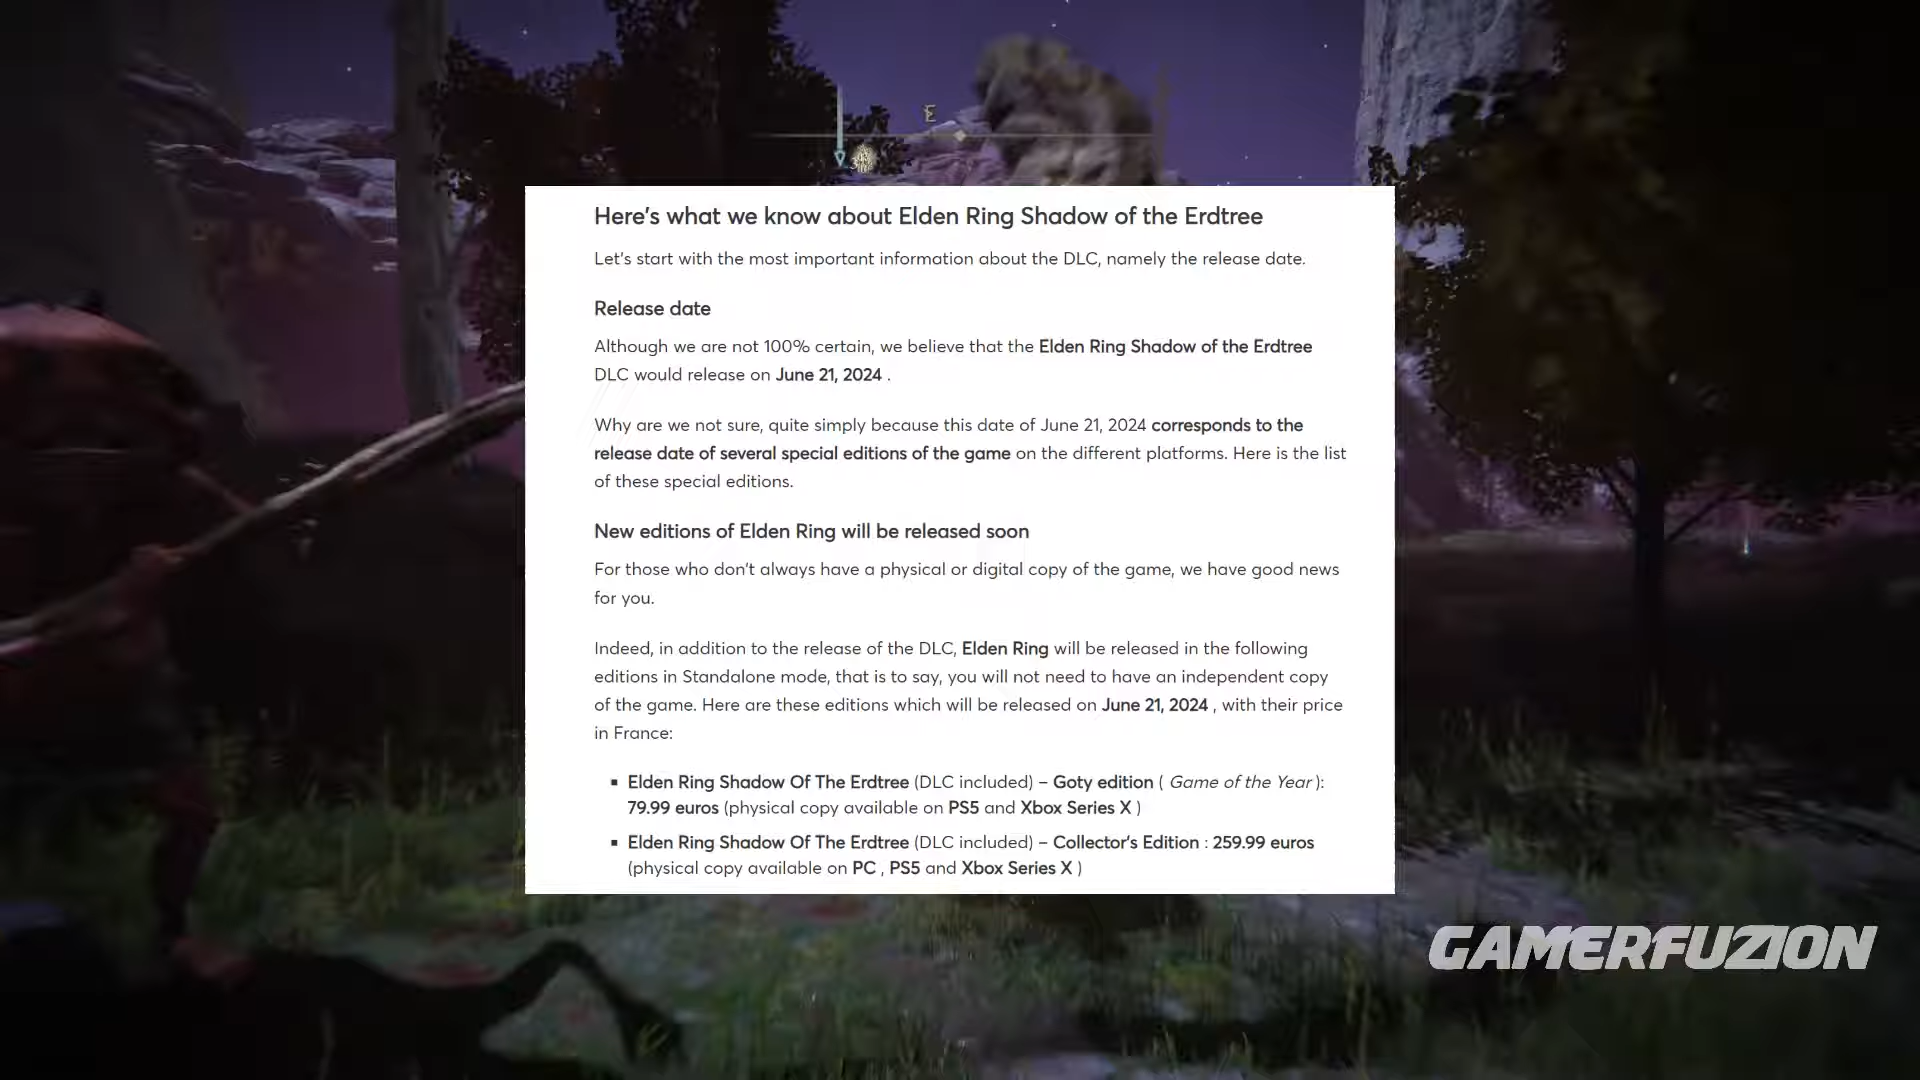 E
Here's what we know about Elden Ring Shadow of the Erdtree
Let's start with the most important information about the DLC, namely the release date.
Release date
Although we are not 100% certain, we believe that the Elden Ring Shadow of the Erdtree
DLC would release on June 21, 2024 .
Why are we not sure, quite simply because this date of June 21, 2024 corresponds to the
release date of several special editions of the game on the different platforms. Here is the list
of these special editions.
New editions of Elden Ring will be released soon
For those who don't always have a physical or digital copy of the game, we have good news
for you.
Indeed, in addition to the release of the DLC, Elden Ring will be released in the following
editions in Standalone mode, that is to say, you will not need to have an independent copy
of the game. Here are these editions which will be released on June 21, 2024 , with their price
in France:
▪ Elden Ring Shadow Of The Erdtree (DLC included) – Goty edition ( Game of the Year ):
79.99 euros (physical copy available on PS5 and Xbox Series X )
▪ Elden Ring Shadow Of The Erdtree (DLC included) – Collector's Edition : 259.99 euros
(physical copy available on PC , PS5 and Xbox Series X )
GAMERFUZION